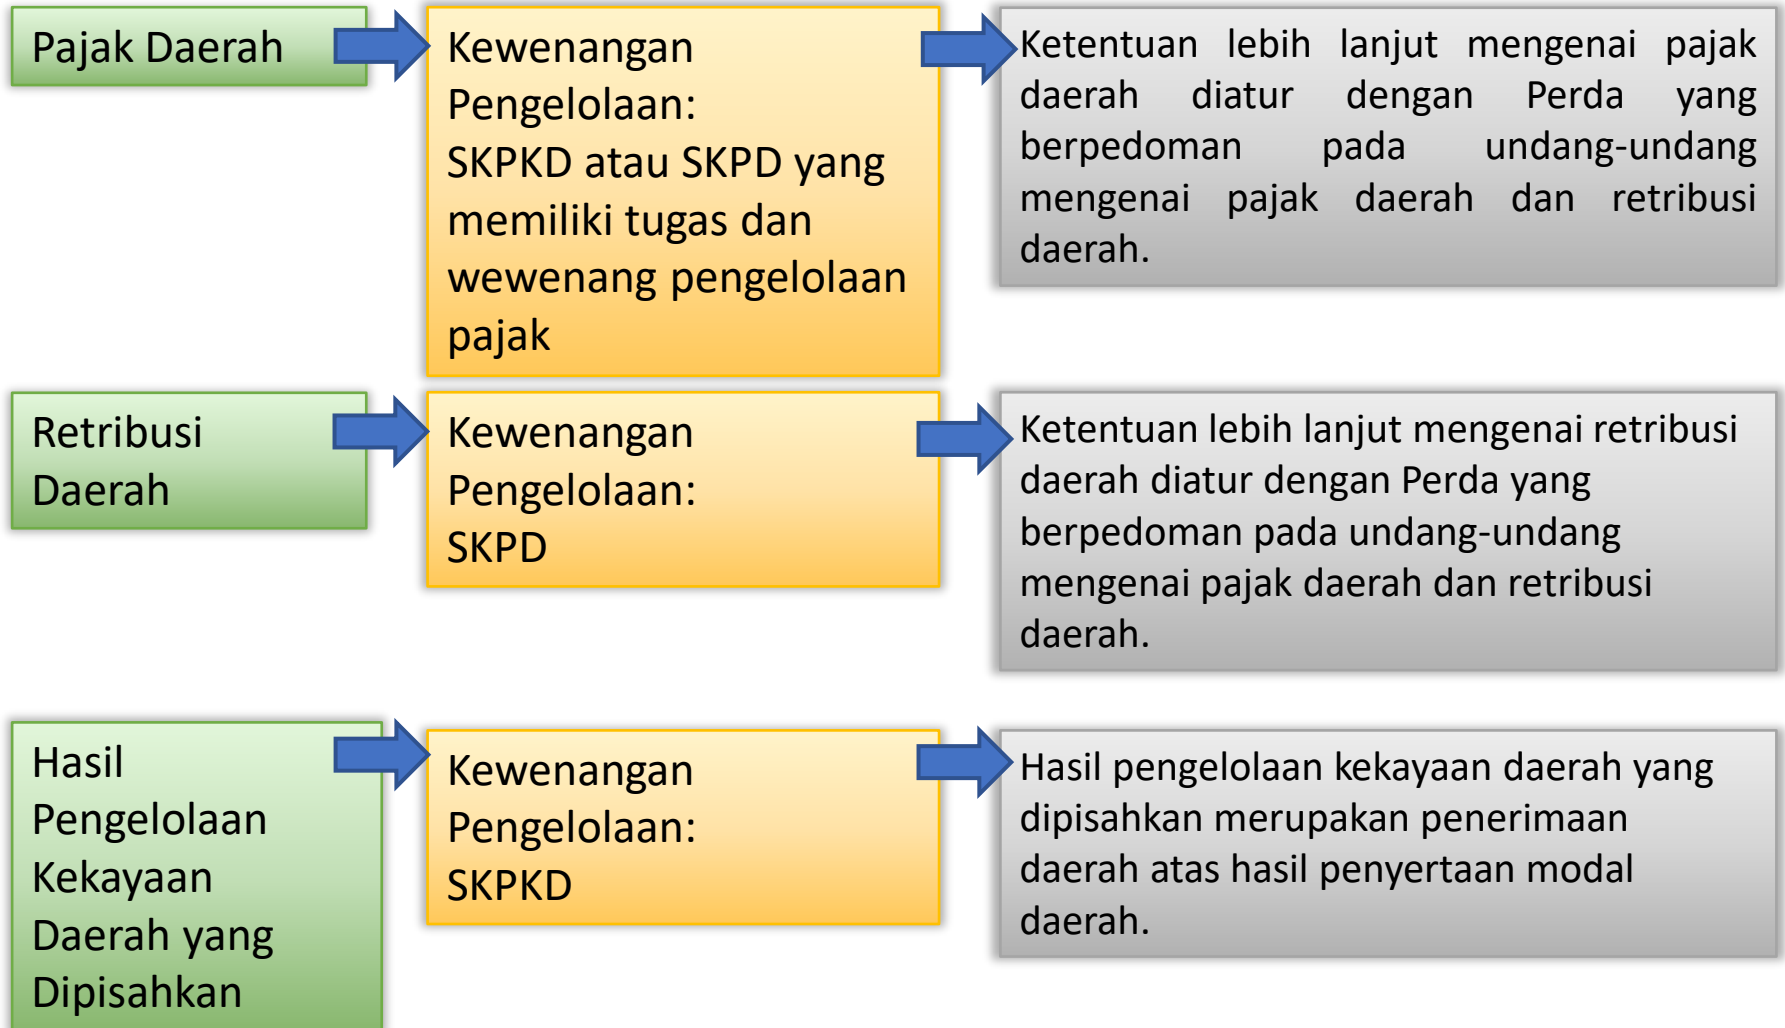 Pajak Daerah
Kewenangan
Pengelolaan:
SKPKD atau SKPD yang
memiliki tugas dan
wewenang pengelolaan
pajak
Ketentuan lebih lanjut mengenai pajak
daerah diatur dengan Perda yang
berpedoman pada undang-undang
mengenai pajak daerah dan retribusi
daerah.
Retribusi
Daerah
Kewenangan
Pengelolaan:
SKPD
Ketentuan lebih lanjut mengenai retribusi
daerah diatur dengan Perda yang
berpedoman pada undang-undang
mengenai pajak daerah dan retribusi
daerah.
Hasil
Pengelolaan
Kekayaan
Daerah yang
Dipisahkan
Kewenangan
Pengelolaan:
SKPKD
Hasil pengelolaan kekayaan daerah yang
dipisahkan merupakan penerimaan
daerah atas hasil penyertaan modal
daerah.